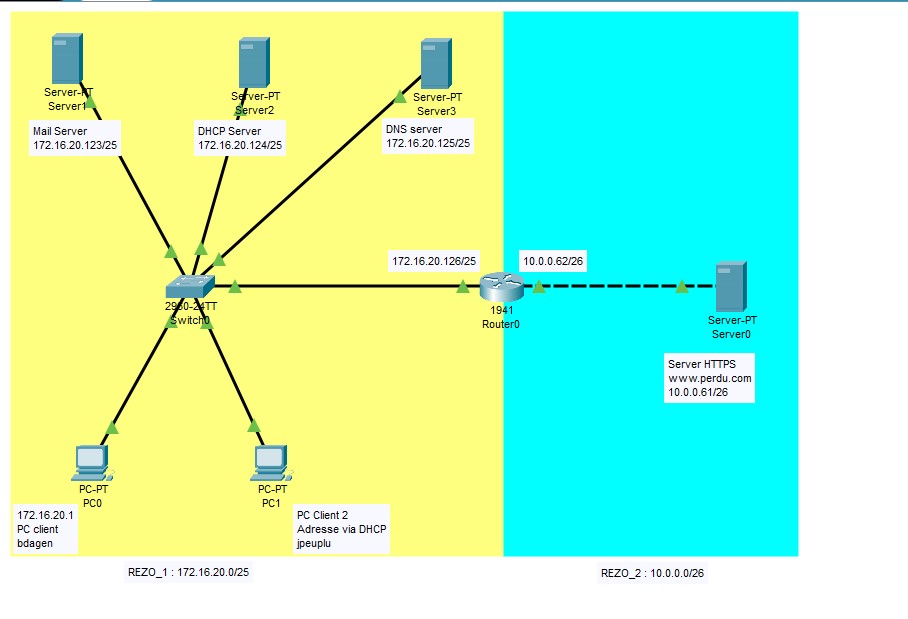 Server-PT
Server1
Mail Server
172.16.20.123/25
Server-PT
Server2
DHCP Server
172.16.20.124/25
Server-PT
Server3
DNS server
172.16.20.125/25
172.16.20.126/25
10.0.0.62/26
2960-24TT
Switch0
1941
Router0
Server-PT
Server0
Server HTTPS
www.perdu.com
10.0.0.61/26
PC-PT
PC0
172.16.20.1
PC client
bdagen
PC-PT
PC1
PC Client 2
Adresse via DHCP
jpeuplu
REZO_1 : 172.16.20.0/25
REZO_2 : 10.0.0.0/26